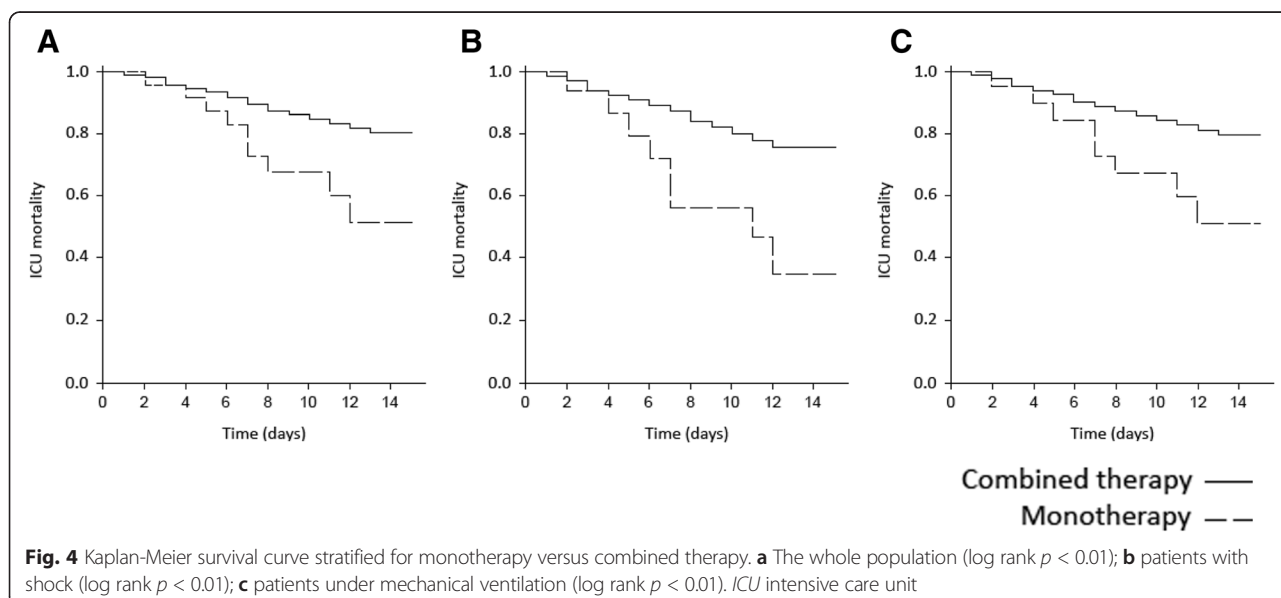 A
B
C
1.0
0.8
0.6
0.4
0.2
0.0
ICU mortality
0 2 4 6 8 10 12 14
Time (days)
1.0
0.8
0.6
0.4
0.2
0.0
ICU mortality
0 2 4 6 8 10 12 14
Time (days)
1.0
0.8
0.6
0.4
0.2
0.0
ICU mortality
0 2 4 6 8 10 12 14
Time (days)
Combined therapy
Monotherapy
Fig. 4 Kaplan-Meier survival curve stratified for monotherapy versus combined therapy. a The whole population (log rank p < 0.01); b patients with
shock (log rank p < 0.01); c patients under mechanical ventilation (log rank p < 0.01). ICU intensive care unit